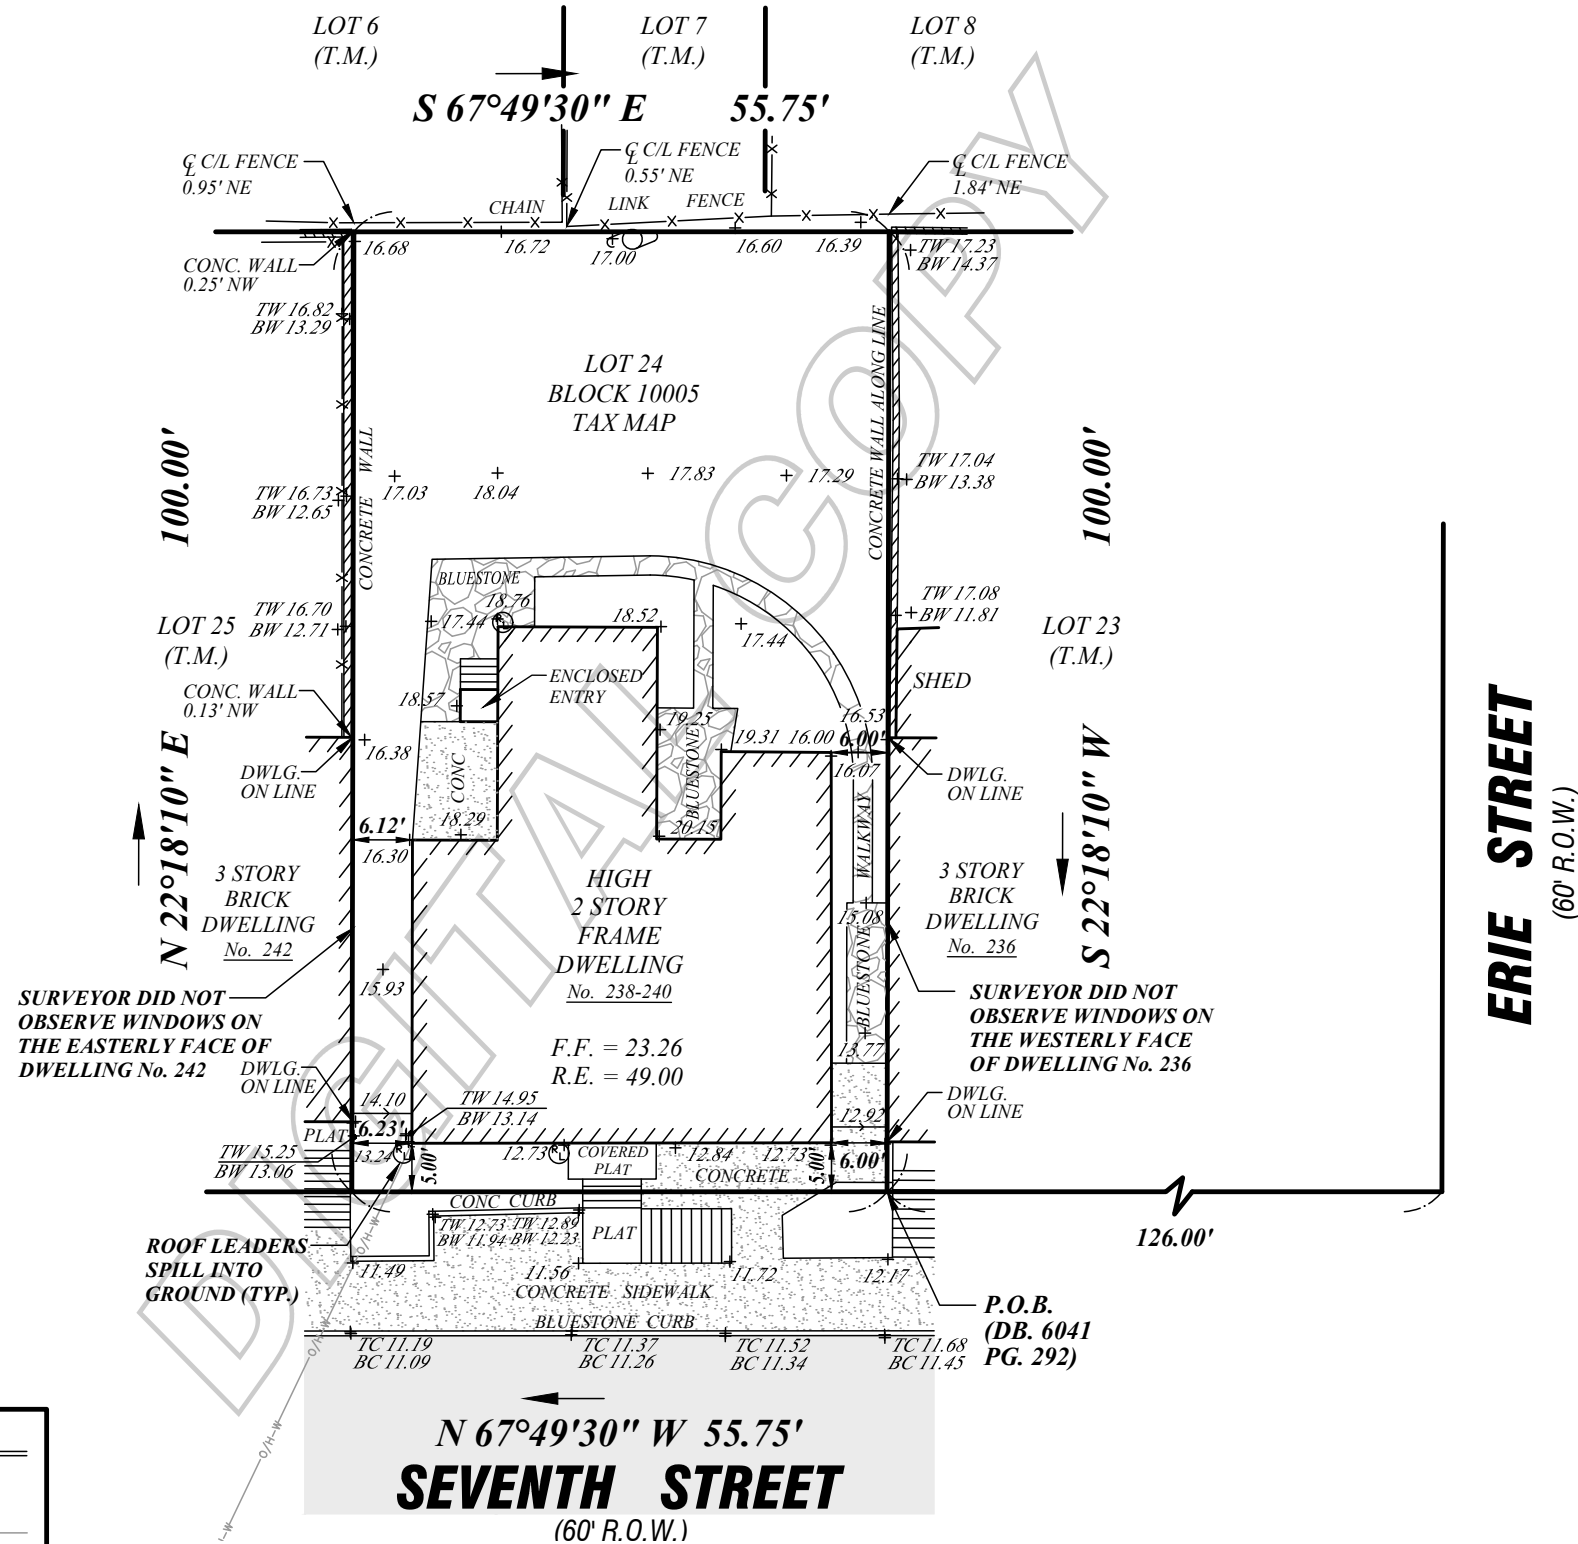 LOT 6
(T.M.)
LOT 7
(T.M.)
LOT 8
(T.M.)
S 67°49'30" E 55.75'
℄ C/L FENCE
0.95' NE
℄ C/L FENCE
0.55' NE
℄ C/L FENCE
1.84' NE
CHAIN LINK FENCE
16.68
16.72
17.00
16.60
16.39
TW 17.23
BW 14.37
CONC. WALL
0.25' NW
TW 16.82
BW 13.29
LOT 24
BLOCK 10005
TAX MAP
CONCRETE WALL
CONCRETE WALL ALONG LINE
100.00'
100.00'
17.03
18.04
17.83
17.29
TW 16.73
BW 12.65
TW 17.04
BW 13.38
BLUESTONE
18.76
17.44
18.52
17.44
TW 16.70
BW 12.71
TW 17.08
BW 11.81
LOT 25
(T.M.)
LOT 23
(T.M.)
SHED
ENCLOSED
ENTRY
CONC. WALL
0.13' NW
18.57
19.25
16.53
19.31
16.00
6.00'
16.07
16.38
CONC
BLUESTONE
DWLG.
ON LINE
DWLG.
ON LINE
N 22°18'10" E
S 22°18'10" W
ERIE STREET
(60' R.O.W.)
6.12'
18.29
20.15
16.30
WALKWAY
3 STORY
BRICK
DWELLING
No. 242
HIGH
2 STORY
FRAME
DWELLING
No. 238-240
3 STORY
BRICK
DWELLING
No. 236
15.08
BLUESTONE
15.93
SURVEYOR DID NOT
OBSERVE WINDOWS ON
THE EASTERLY FACE OF
DWELLING No. 242
SURVEYOR DID NOT
OBSERVE WINDOWS ON
THE WESTERLY FACE
OF DWELLING No. 236
F.F. = 23.26
R.E. = 49.00
13.77
DWLG.
ON LINE
DWLG.
ON LINE
14.10
TW 14.95
BW 13.14
12.92
PLAT
6.23'
TW 15.25
BW 13.06
13.24
R
L
5.00'
12.73
R
L
COVERED
PLAT
12.84
12.73
CONCRETE
5.00'
6.00'
CONC CURB
TW 12.73
BW 11.94
TW 12.89
BW 12.23
PLAT
126.00'
ROOF LEADERS
SPILL INTO
GROUND (TYP.)
11.49
11.56
11.72
12.17
CONCRETE SIDEWALK
BLUESTONE CURB
P.O.B.
(DB. 6041
PG. 292)
TC 11.19
BC 11.09
TC 11.37
BC 11.26
TC 11.52
BC 11.34
TC 11.68
BC 11.45
O/H-W
O/H-W
O/H-W
N 67°49'30" W 55.75'
SEVENTH STREET
(60' R.O.W.)
DIGITAL COPY